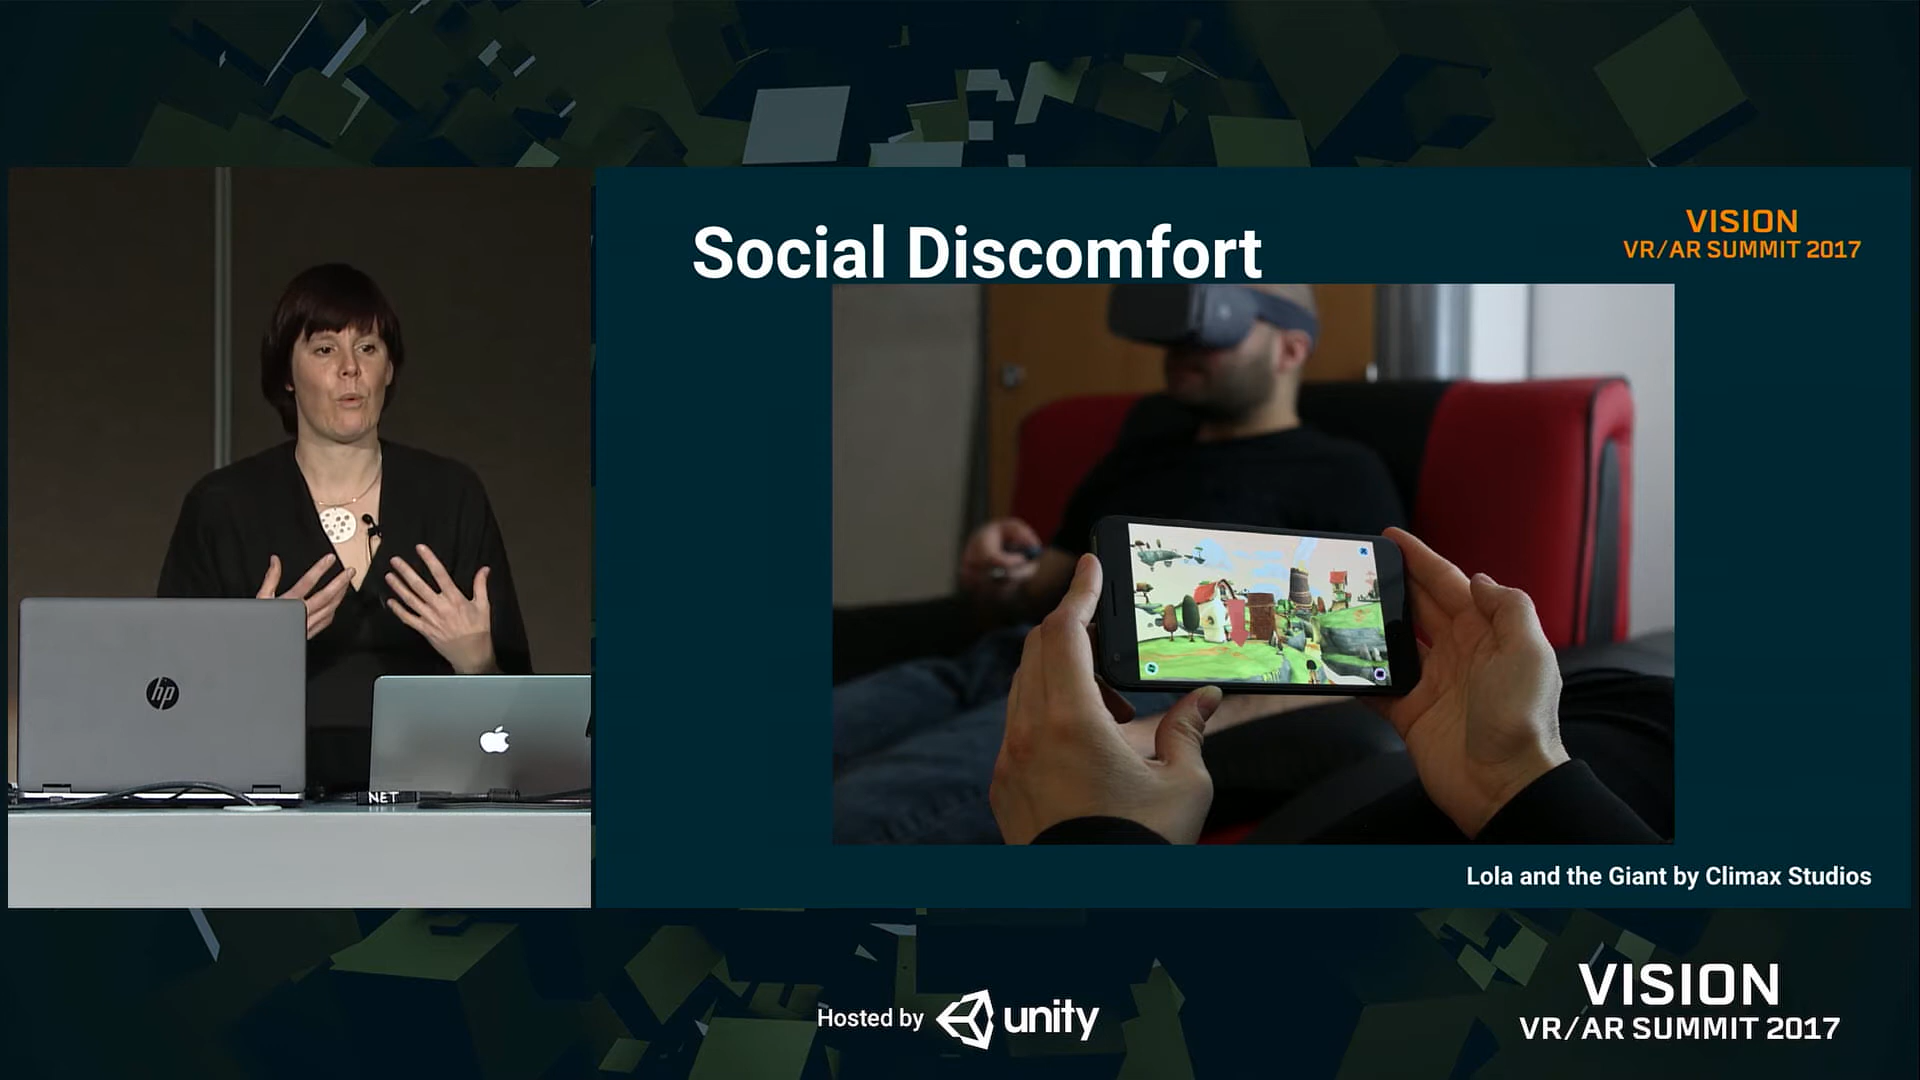 Social Discomfort
VISION
VR/AR SUMMIT 2017
hp
NET
Lola and the Giant by Climax Studios
Hosted by unity
VISION
VR/AR SUMMIT 2017